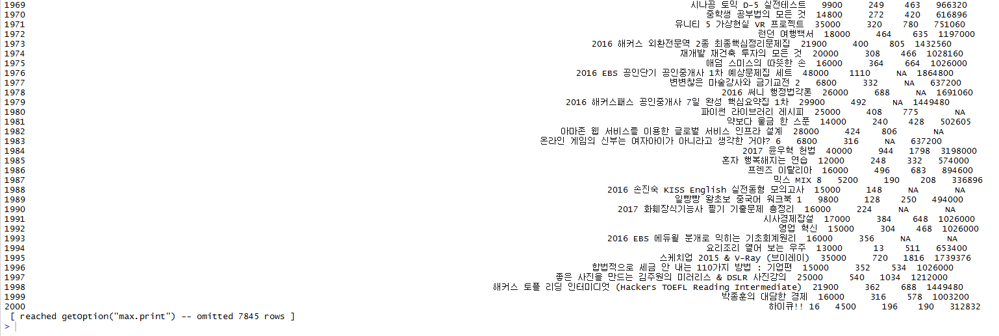 1969 시나공 토익 D-5 실전테스트 9900 249 463 966320
1970 중학생 공부법의 모든 것 14800 272 420 616896
1971 유니티 5 가상현실 VR 프로젝트 35000 320 780 751060
1972 런던 여행백서 18000 464 635 1197000
1973 2016 해커스 외환전문역 2종 최종핵심정리문제집 21900 400 805 1432560
1974 재개발 재건축 투자의 모든 것 20000 308 466 1028160
1975 애덤 스미스의 따뜻한 손 16000 364 664 1026000
1976 2016 EBS 공인단기 공인중개사 1차 예상문제집 세트 48000 1110 NA 1864800
1977 변변찮은 마술강사와 금기교전 2 6800 332 NA 637200
1978 2016 써니 행정법각론 26000 688 NA 1691060
1979 2016 해커스패스 공인중개사 7일 완성 핵심요약집 1차 29900 492 NA 1449480
1980 파이썬 라이브러리 레시피 25000 408 775 NA
1981 약보다 울금 한 스푼 14000 240 428 502605
1982 아마존 웹 서비스를 이용한 글로벌 서비스 인프라 설계 28000 424 806 NA
1983 온라인 게임의 신부는 여자아이가 아니라고 생각한 거야? 6 6800 316 NA 637200
1984 2017 윤우혁 헌법 40000 944 1798 3198000
1985 혼자 행복해지는 연습 12000 248 332 574000
1986 프렌즈 이탈리아 16000 496 683 894600
1987 믹스 MIX 8 5200 190 208 336896
1988 2016 손진숙 KISS English 실전동형 모의고사 15000 148 NA NA
1989 일빵빵 왕초보 중국어 워크북 1 9800 128 250 494000
1990 2017 화훼장식기능사 필기 기출문제 총정리 16000 224 NA NA
1991 시사경제잡설 17000 384 648 1026000
1992 영업 혁신 15000 304 468 1026000
1993 2016 EBS 에듀윌 분개로 익히는 기초회계원리 16000 356 NA NA
1994 요리조리 열어 보는 우주 13000 13 511 653400
1995 스케치업 2015 & V-Ray (브이레이) 35000 720 1816 1739376
1996 합법적으로 세금 안 내는 110가지 방법 : 기업편 15000 352 534 1026000
1997 좋은 사진을 만드는 김주원의 미러리스 & DSLR 사진강의 25000 540 1034 1212000
1998 해커스 토플 리딩 인터미디엇 (Hackers TOEFL Reading Intermediate) 21900 362 688 1449480
1999 박종훈의 대담한 경제 16000 316 578 1003200
2000 하이큐!! 16 4500 196 190 312832
[ reached getOption("max.print") -- omitted 7845 rows ]
>